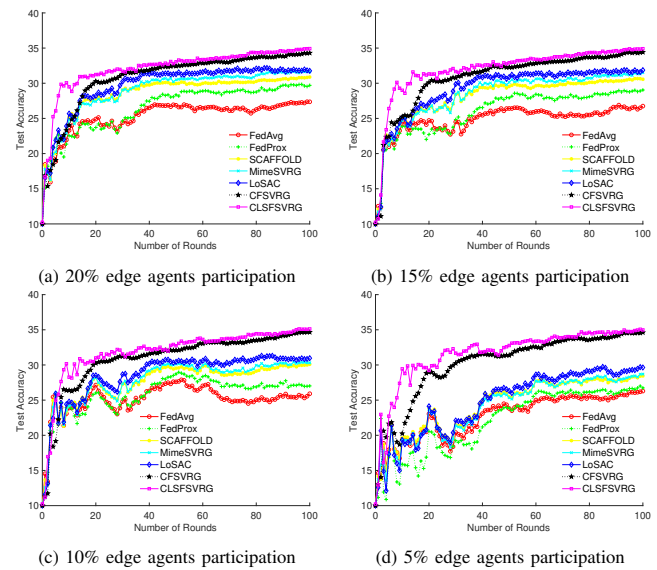 40
35
30
25
20
15
10
0 20 40 60 80 100
Test Accuracy
Number of Rounds
FedAvg
FedProx
SCAFFOLD
MimeSVRG
LoSAC
CFSVRG
CLSFSVRG
(a) 20% edge agents participation
40
35
30
25
20
15
10
0 20 40 60 80 100
Test Accuracy
Number of Rounds
FedAvg
FedProx
SCAFFOLD
MimeSVRG
LoSAC
CFSVRG
CLSFSVRG
(b) 15% edge agents participation
40
35
30
25
20
15
10
0 20 40 60 80 100
Test Accuracy
Number of Rounds
FedAvg
FedProx
SCAFFOLD
MimeSVRG
LoSAC
CFSVRG
CLSFSVRG
(c) 10% edge agents participation
40
35
30
25
20
15
10
0 20 40 60 80 100
Test Accuracy
Number of Rounds
FedAvg
FedProx
SCAFFOLD
MimeSVRG
LoSAC
CFSVRG
CLSFSVRG
(d) 5% edge agents participation